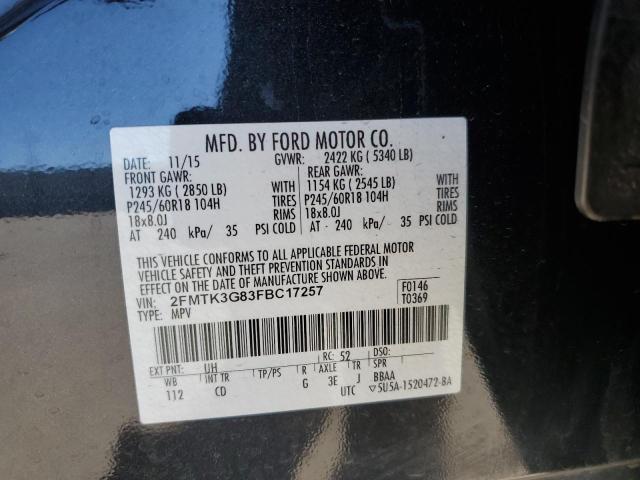 MFD. BY FORD MOTOR CO.
11/15 GVWR: 2422 KG ( 5340 LB)
FRONT GAWR: REAR GAWR:
1293 KG ( 2850 LB) WITH 1154 KG ( 2545 LB) WITH
P245/60R18 104H TIRES P245/60R18 104H TIRES
18x8.0J RIMS 18x8.0J RIMS
AT 240 kPa/ 35 PSI COLD AT 240 kPa/ 35 PSI COLD
THIS VEHICLE CONFORMS TO ALL APPLICABLE FEDERAL MOTOR
VEHICLE SAFETY AND THEFT PREVENTION STANDARDS IN
EFFECT ON THE DATE OF MANUFACTURE SHOWN ABOVE.
VIN: 2FMTK3G83FBC17257 F0146
TYPE: MPV T0369
EXT PNT: UH RC: 52 DSO:
WB INT TR TP/PS R AXLE TR SPR
112 CD G 3E J BBAA
UTC ▽5U5A-1520472-BA